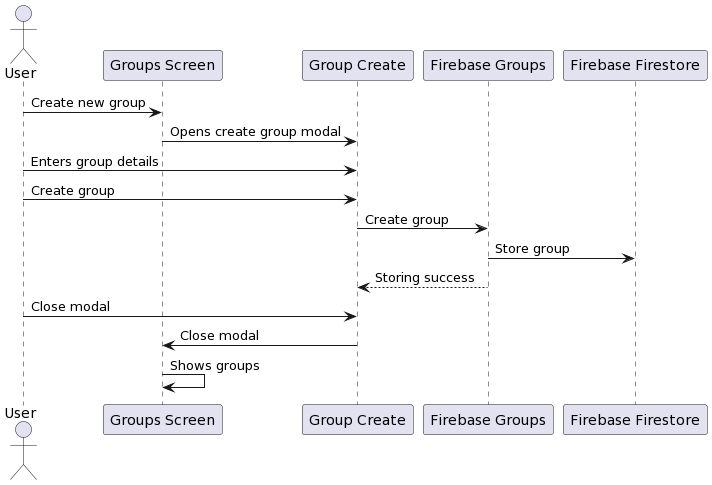 User
Groups Screen
Group Create
Firebase Groups
Firebase Firestore
Create new group
Opens create group modal
Enters group details
Create group
Create group
Store group
Storing success
Close modal
Close modal
Shows groups
User
Groups Screen
Group Create
Firebase Groups
Firebase Firestore